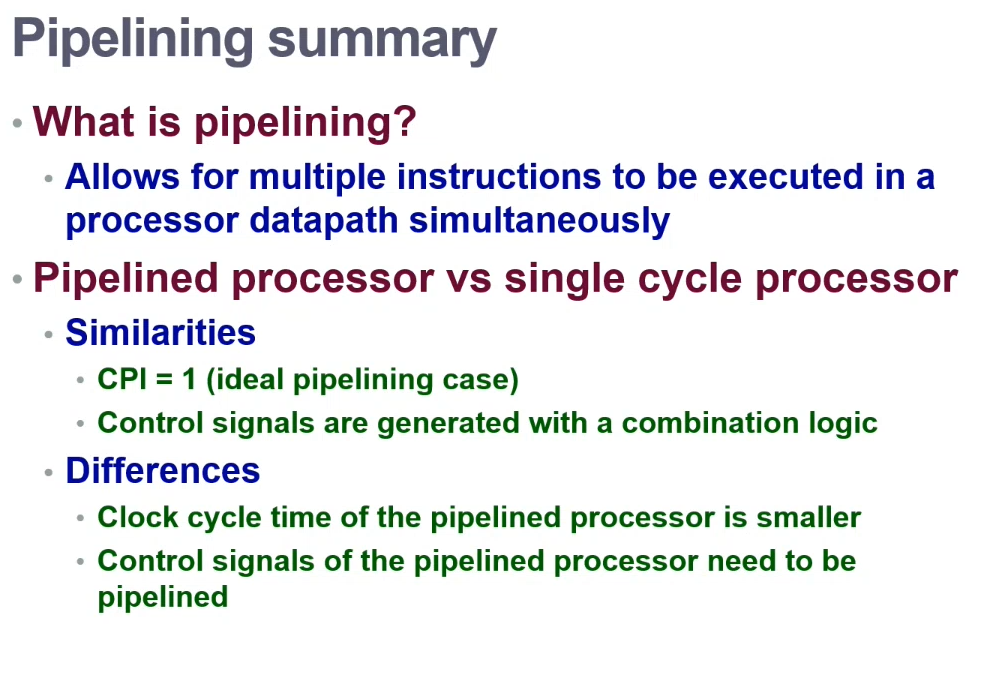 Pipelining summary
• What is pipelining?
• Allows for multiple instructions to be executed in a
processor datapath simultaneously
• Pipelined processor vs single cycle processor
• Similarities
• CPI = 1 (ideal pipelining case)
• Control signals are generated with a combination logic
• Differences
• Clock cycle time of the pipelined processor is smaller
• Control signals of the pipelined processor need to be
pipelined